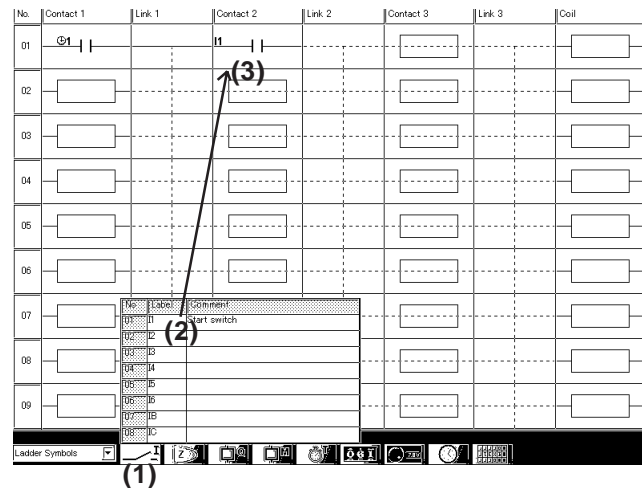 No. Contact 1 Link 1 Contact 2 Link 2 Contact 3 Link 3 Coil
01 1 I1
(3)
02
03
04
05
06
No Label Comment
07 01 I1 Start switch
(2)
02 I2
03 I3
08 04 I4
05 I5
09 06 I6
07 IB
08 IC
Ladder Symbols I Z Q M
(1)